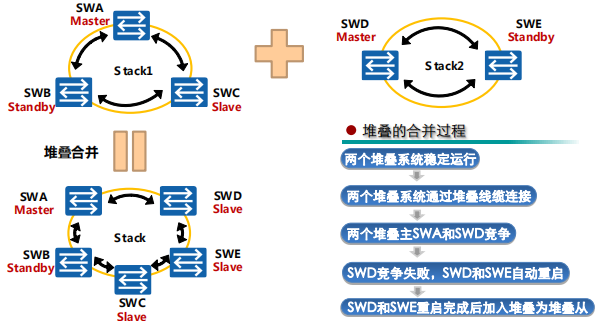 SWA
Master
Stack1
SWB
Standby
SWC
Slave
SWD
Master
Stack2
SWE
Standby
堆叠合并
SWA
Master
SWD
Slave
Stack
SWB
Standby
SWE
Slave
SWC
Slave
堆叠的合并过程
两个堆叠系统稳定运行
两个堆叠系统通过堆叠线缆连接
两个堆叠主SWA和SWD竞争
SWD竞争失败，SWD和SWE自动重启
SWD和SWE重启完成后加入堆叠为堆叠从